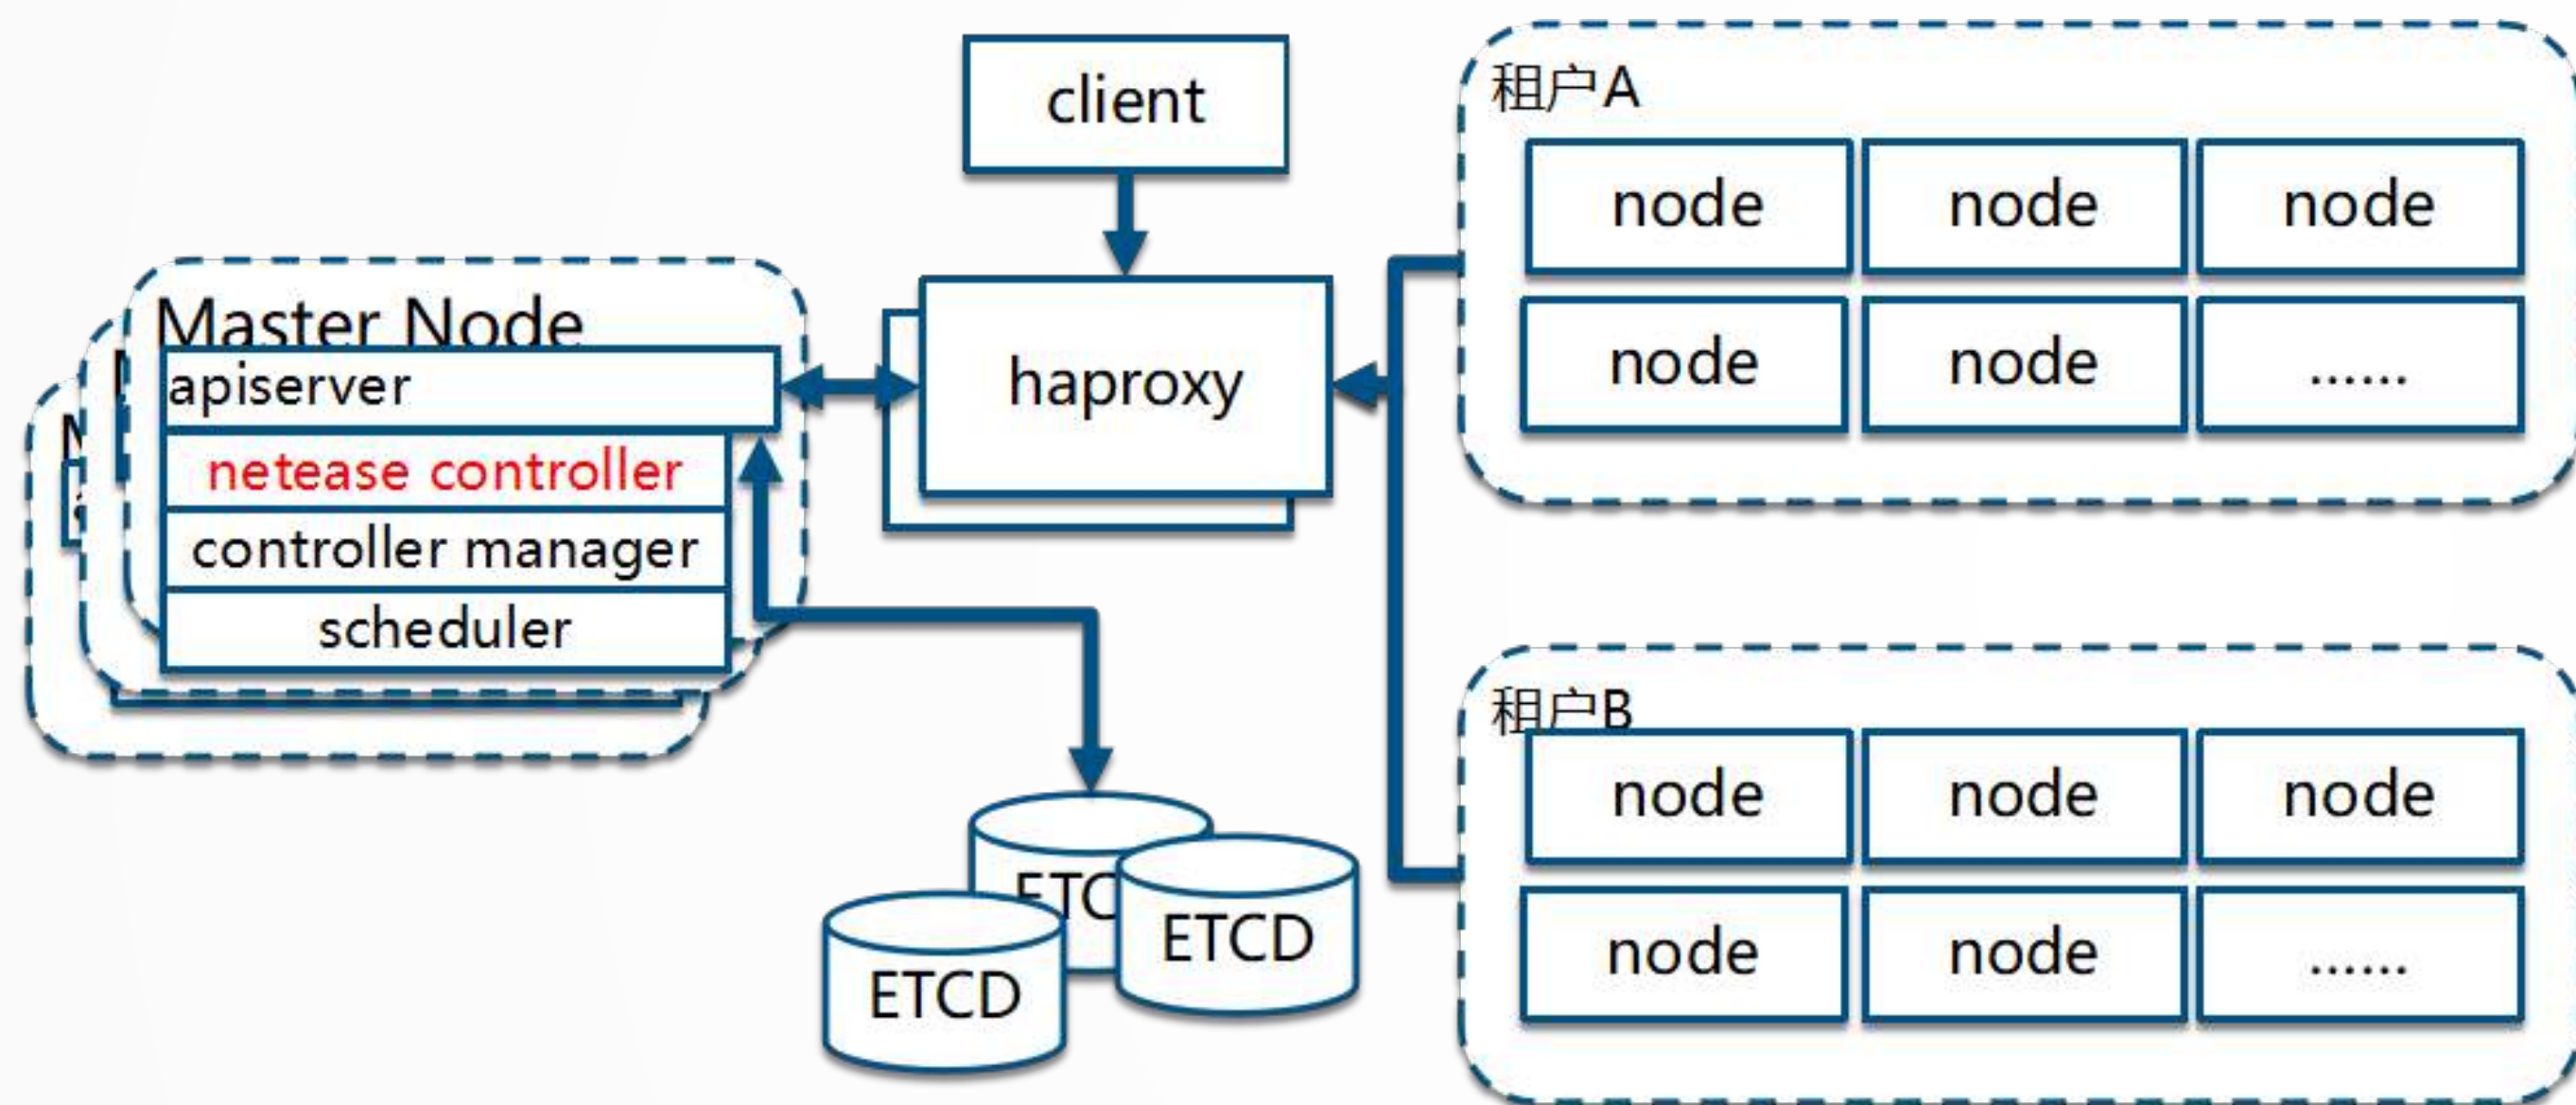 client
租户A
node node node
node node ……
Master Node
apiserver
netease controller
controller manager
scheduler
haproxy
租户B
node node node
node node ……
ETCD
ETCD